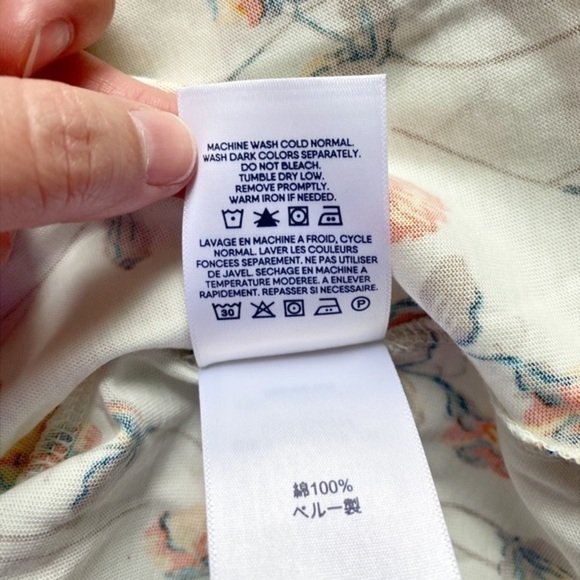 MACHINE WASH COLD NORMAL.
WASH DARK COLORS SEPARATELY.
DO NOT BLEACH.
TUMBLE DRY LOW.
REMOVE PROMPTLY.
WARM IRON IF NEEDED.
LAVAGE EN MACHINE A FROID, CYCLE
NORMAL. LAVER LES COULEURS
FONCEES SEPAREMENT. NE PAS UTILISER
DE JAVEL. SECHAGE EN MACHINE A
TEMPERATURE MODEREE. A ENLEVER
RAPIDEMENT. REPASSER SI NECESSAIRE.
30 P
綿100%
ペルー製